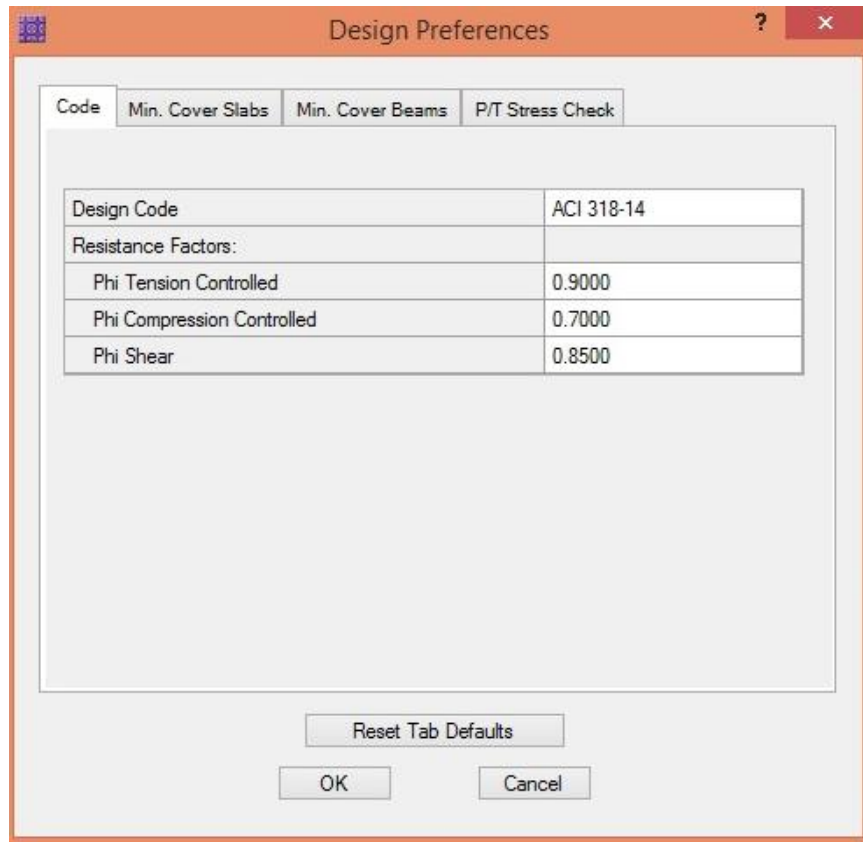 Design Preferences ? ×
Code Min. Cover Slabs Min. Cover Beams P/T Stress Check
Design Code ACI 318-14
Resistance Factors:
Phi Tension Controlled 0.9000
Phi Compression Controlled 0.7000
Phi Shear 0.8500
Reset Tab Defaults
OK Cancel